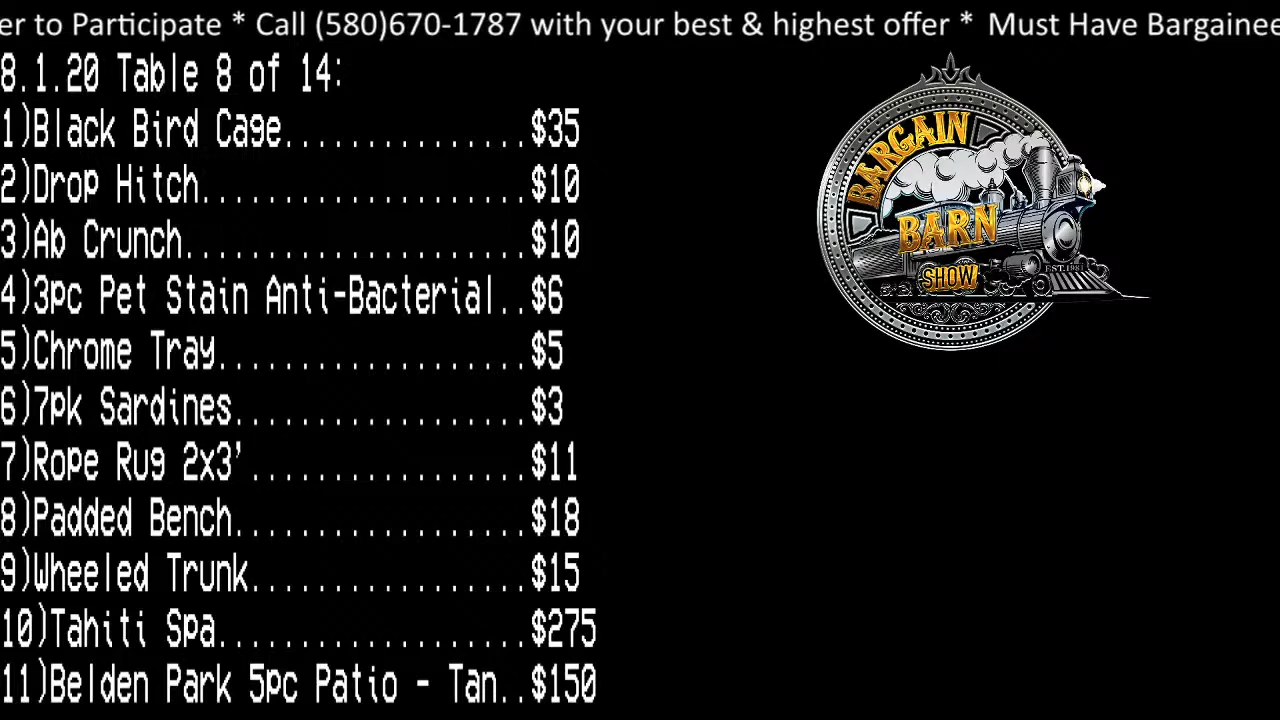 er to Participate * Call (580)670-1787 with your best & highest offer * Must Have Bargainee
8.1.20 Table 8 of 14:
1)Black Bird Cage...............$35
2)Drop Hitch....................$10
3)Ab Crunch.....................$10
4)3pc Pet Stain Anti-Bacterial..$6
5)Chrome Tray...................$5
6)7pk Sardines..................$3
7)Rope Rug 2x3'.................$11
8)Padded Bench..................$18
9)Wheeled Trunk.................$15
10)Tahiti Spa...................$275
11)Belden Park 5pc Patio - Tan..$150
BARGAIN
BARN
SHOW
EST.198